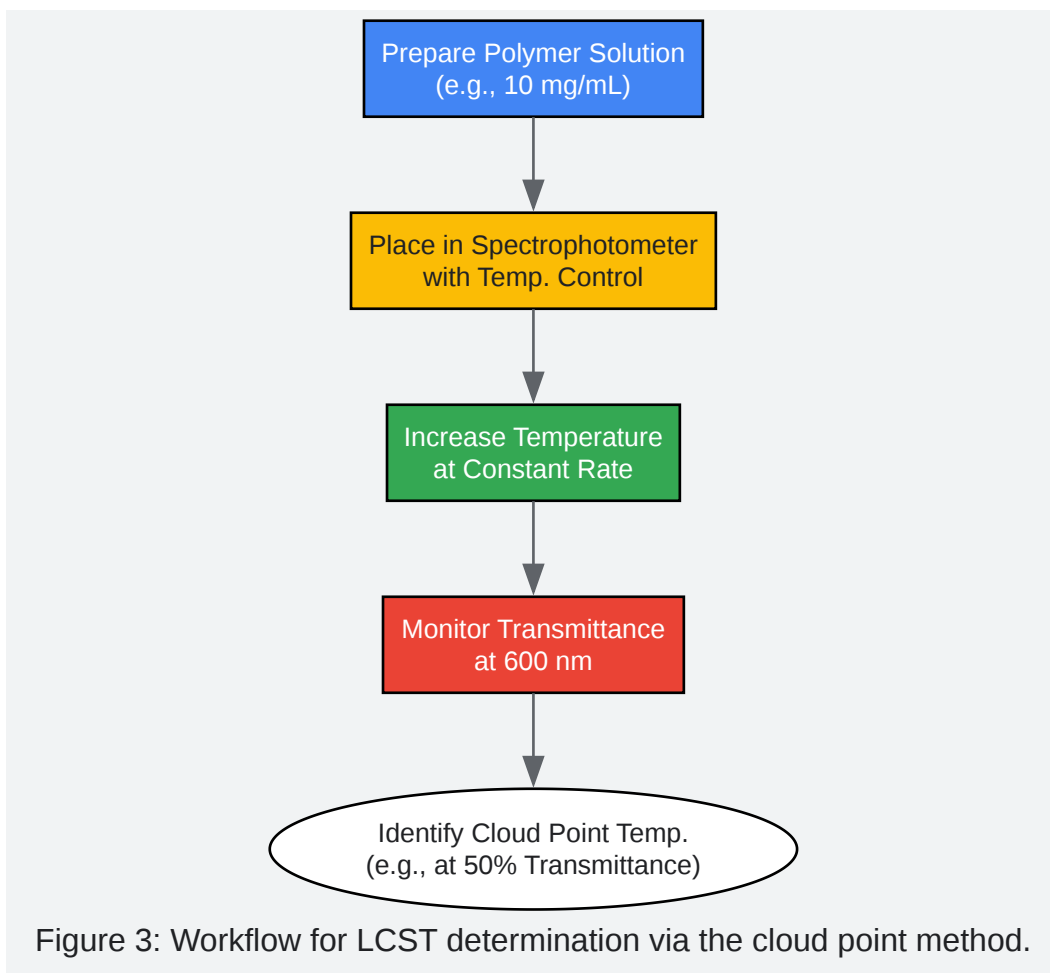 Prepare Polymer Solution
(e.g., 10 mg/mL)
Place in Spectrophotometer
with Temp. Control
Increase Temperature
at Constant Rate
Monitor Transmittance
at 600 nm
Identify Cloud Point Temp.
(e.g., at 50% Transmittance)
Figure 3: Workflow for LCST determination via the cloud point method.